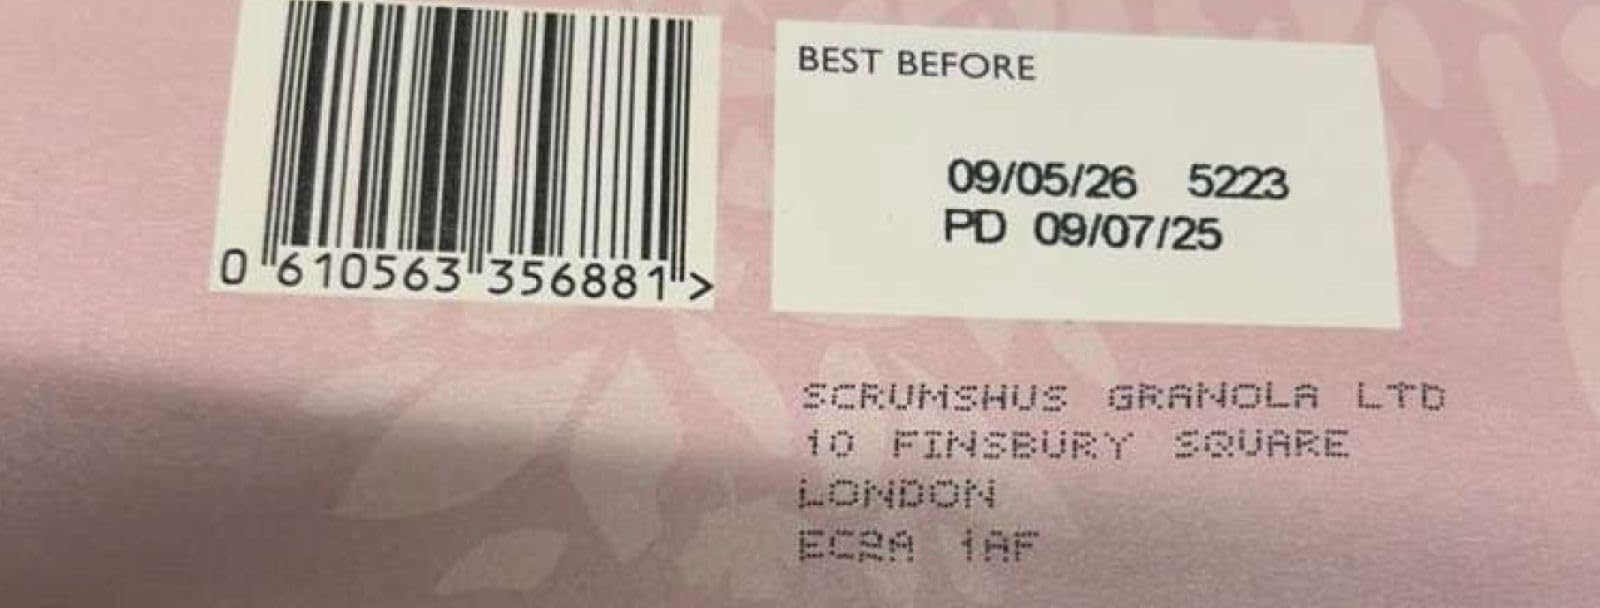 0 610563 356881 >
BEST BEFORE
09/05/26 5223
PD 09/07/25
SCRUMSHUS GRANOLA LTD
10 FINSBURY SQUARE
LONDON
1AF